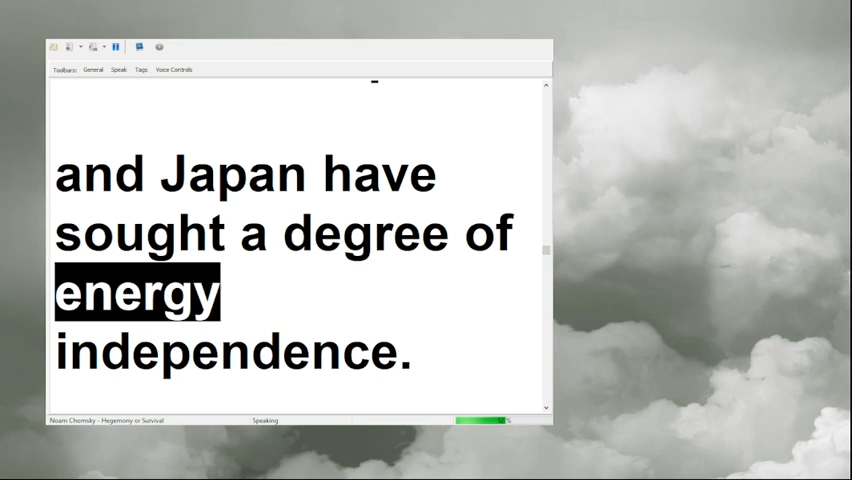 Toolbars: General Speak Tags Voice Controls
and Japan have
sought a degree of
energy
independence.
Noam Chomsky - Hegemony or Survival Speaking